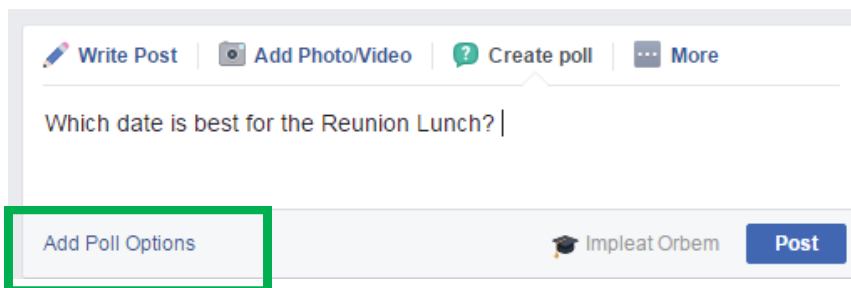 Write Post Add Photo/Video Create poll More
Which date is best for the Reunion Lunch?
Add Poll Options Impleat Orbem Post